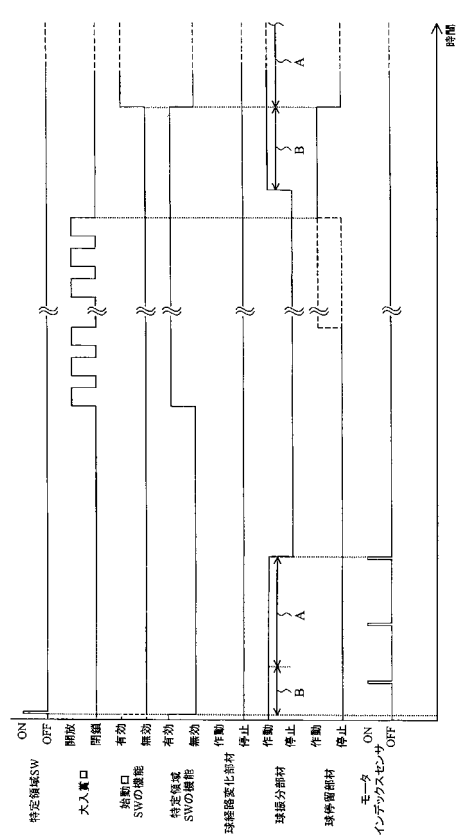 特定領域SW
ON
OFF
大入賞口
開放
閉鎖
始動口
SWの機能
有効
無効
特定領域
SWの機能
有効
無効
球経路変化部材
作動
停止
球振分部材
作動
停止
球停留部材
作動
停止
モータ
インデックスセンサ
ON
OFF
B
A
B
A
時間